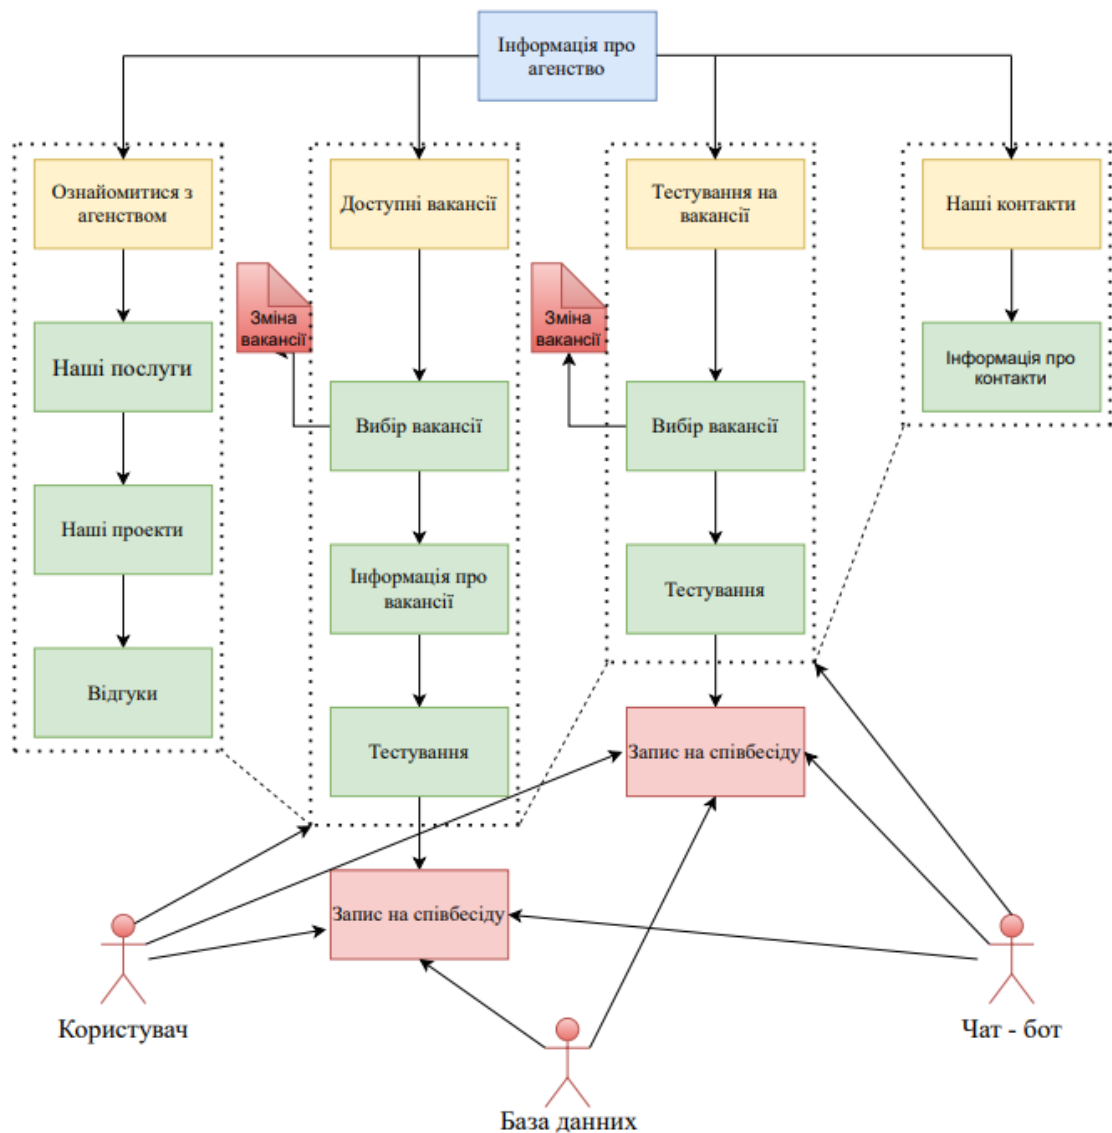 Інформація про
агенство
Ознайомитися з
агенством
Доступні вакансії
Тестування на
вакансії
Наші контакти
Зміна
вакансії
Зміна
вакансії
Наші послуги
Інформація про
контакти
Вибір вакансії
Вибір вакансії
Наші проекти
Інформація про
вакансії
Тестування
Відгуки
Тестування
Запис на співбесіду
Запис на співбесіду
Користувач
Чат - бот
База данних